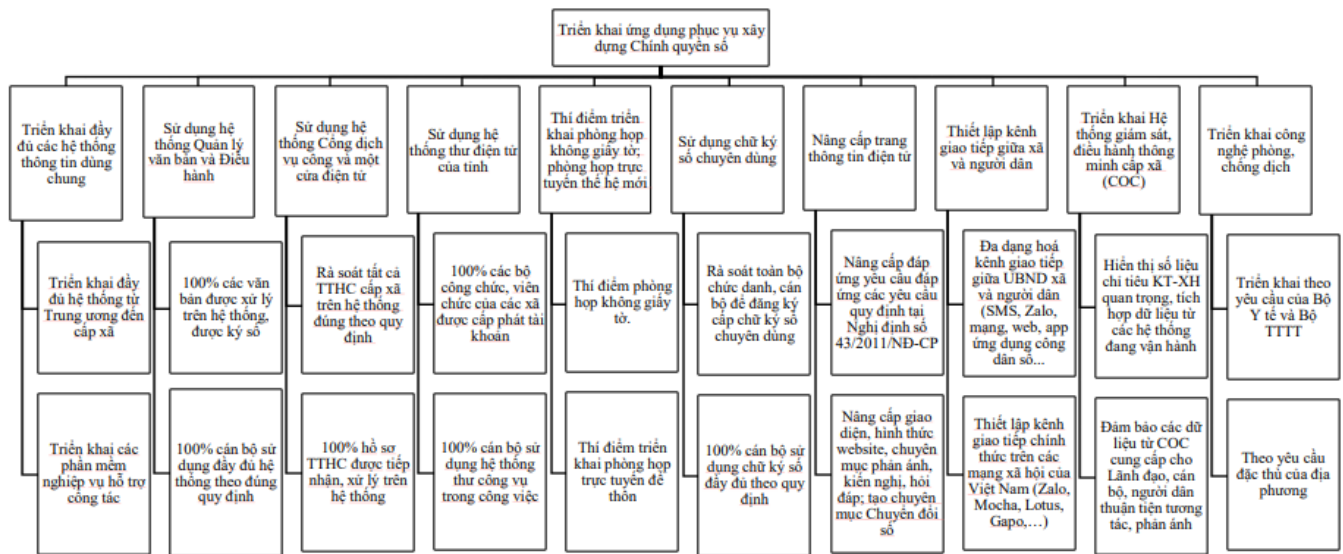 Triển khai ứng dụng phục vụ xây
dựng Chính quyền số
Triển khai đầy
đủ các hệ thống
thông tin dùng
chung
Sử dụng hệ
thống Quản lý
văn bản và Điều
hành
Sử dụng hệ
thống Cổng dịch
vụ công và một
cửa điện tử
Sử dụng hệ
thống thư điện tử
của tỉnh
Thí điểm triển
khai phòng họp
không giấy tờ;
phòng họp trực
tuyến thế hệ mới
Sử dụng chữ ký
số chuyên dùng
Nâng cấp trang
thông tin điện tử
Thiết lập kênh
giao tiếp giữa xã
và người dân
Triển khai Hệ
thống giám sát,
điều hành thông
minh cấp xã
(COC)
Triển khai công
nghệ phòng,
chống dịch
Triển khai đầy
đủ hệ thống từ
Trung ương đến
cấp xã
100% các văn
bản được xử lý
trên hệ thống,
được ký số
Rà soát tất cả
TTHC cấp xã
trên hệ thống
đúng theo quy
định
100% các bộ
công chức, viên
chức của các xã
được cấp phát tài
khoản
Thí điểm phòng
họp không giấy
tờ.
Rà soát toàn bộ
chức danh, cán
bộ để đăng ký
cấp chữ ký số
chuyên dùng
Nâng cấp đáp
ứng yêu cầu đáp
ứng các yêu cầu
quy định tại
Nghị định số
43/2011/NĐ-CP
Đa dạng hoá
kênh giao tiếp
giữa UBND xã
và người dân
(SMS, Zalo,
mạng, web, app
ứng dụng công
dân số...
Hiển thị số liệu
chỉ tiêu KT-XH
quan trọng, tích
hợp dữ liệu từ
các hệ thống
đang vận hành
Triển khai theo
yêu cầu của Bộ
Y tế và Bộ
TTTT
Triển khai các
phần mềm
nghiệp vụ hỗ trợ
công tác
100% cán bộ sử
dụng đầy đủ hệ
thống theo đúng
quy định
100% hồ sơ
TTHC được tiếp
nhận, xử lý trên
hệ thống
100% cán bộ sử
dụng hệ thống
thư công vụ
trong công việc
Thí điểm triển
khai phòng họp
trực tuyến đế
thôn
100% cán bộ sử
dụng chữ ký số
đầy đủ theo quy
định
Nâng cấp giao
diện, hình thức
website, chuyên
mục phản ánh,
kiến nghị, hỏi
đáp; tạo chuyên
mục Chuyển đổi
số
Thiết lập kênh
giao tiếp chính
thức trên các
mạng xã hội của
Việt Nam (Zalo,
Mocha, Lotus,
Gapo,…)
Đảm bảo các dữ
liệu từ COC
cung cấp cho
Lãnh đạo, cán
bộ, người dân
thuận tiện tương
tác, phản ánh
Theo yêu cầu
đặc thù của địa
phương